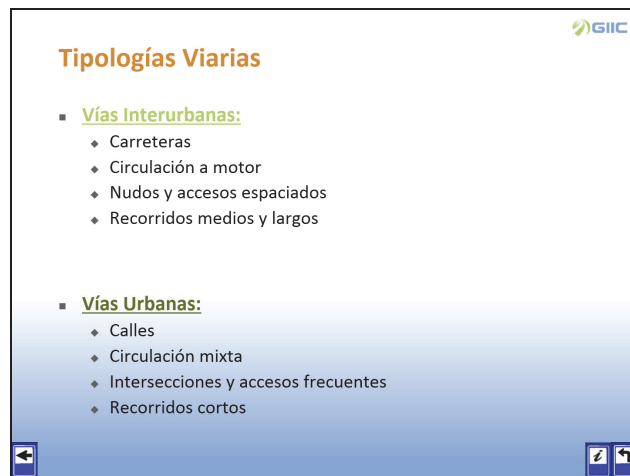 GIIC
Tipologías Viarias
Vías Interurbanas:
Carreteras
Circulación a motor
Nudos y accesos espaciados
Recorridos medios y largos
Vías Urbanas:
Calles
Circulación mixta
Intersecciones y accesos frecuentes
Recorridos cortos
i